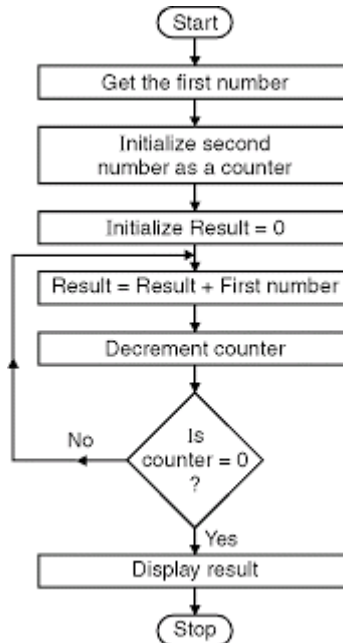 Start
Get the first number
Initialize second
number as a counter
Initialize Result = 0
Result = Result + First number
Decrement counter
No
Is
counter = 0
?
Yes
Display result
Stop